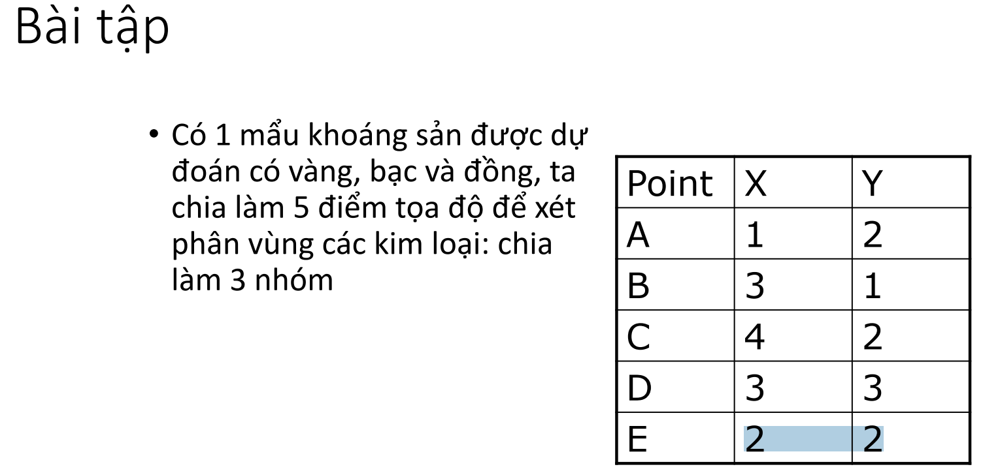 Bài tập
• Có 1 mẩu khoáng sản được dự
đoán có vàng, bạc và đồng, ta
chia làm 5 điểm tọa độ để xét
phân vùng các kim loại: chia
làm 3 nhóm
Point X Y
A 1 2
B 3 1
C 4 2
D 3 3
E 2 2